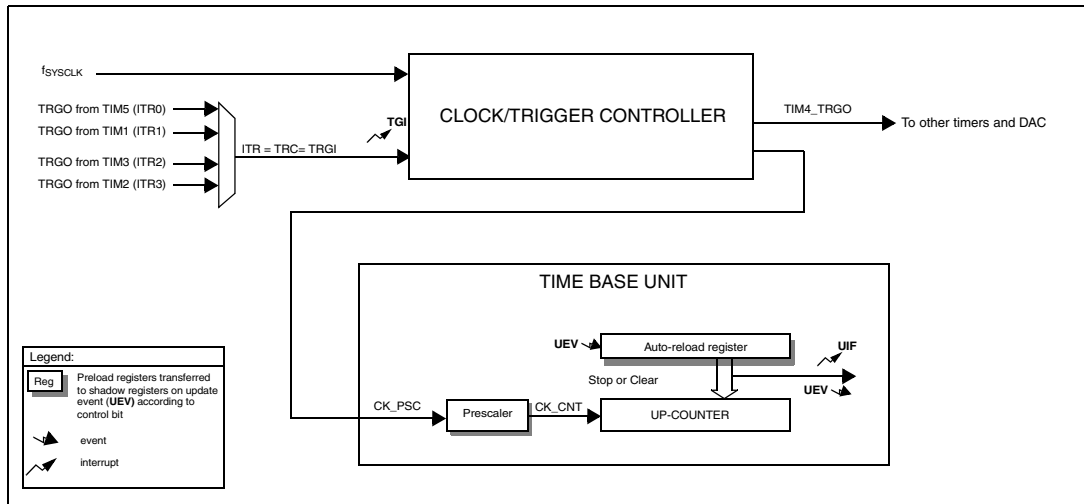 fSYSCLK
TRGO from TIM5 (ITR0)
TRGO from TIM1 (ITR1)
TRGO from TIM3 (ITR2)
TRGO from TIM2 (ITR3)
ITR = TRC= TRGI
TGI
CLOCK/TRIGGER CONTROLLER
TIM4_TRGO
To other timers and DAC
TIME BASE UNIT
UEV
Auto-reload register
UIF
Stop or Clear
UEV
CK_PSC
Prescaler
CK_CNT
UP-COUNTER
Legend:
Reg
Preload registers transferred
to shadow registers on update
event (UEV) according to
control bit
event
interrupt